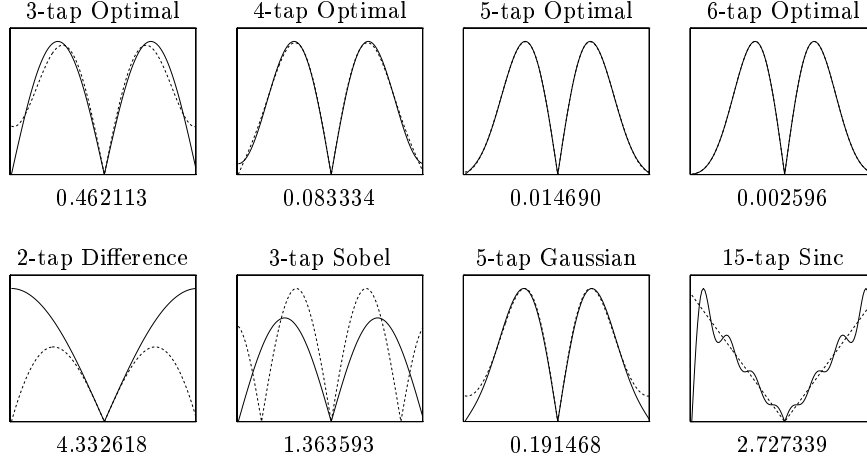 3-tap Optimal 4-tap Optimal 5-tap Optimal 6-tap Optimal
0.462113 0.083334 0.014690 0.002596
2-tap Difference 3-tap Sobel 5-tap Gaussian 15-tap Sinc
4.332618 1.363593 0.191468 2.727339